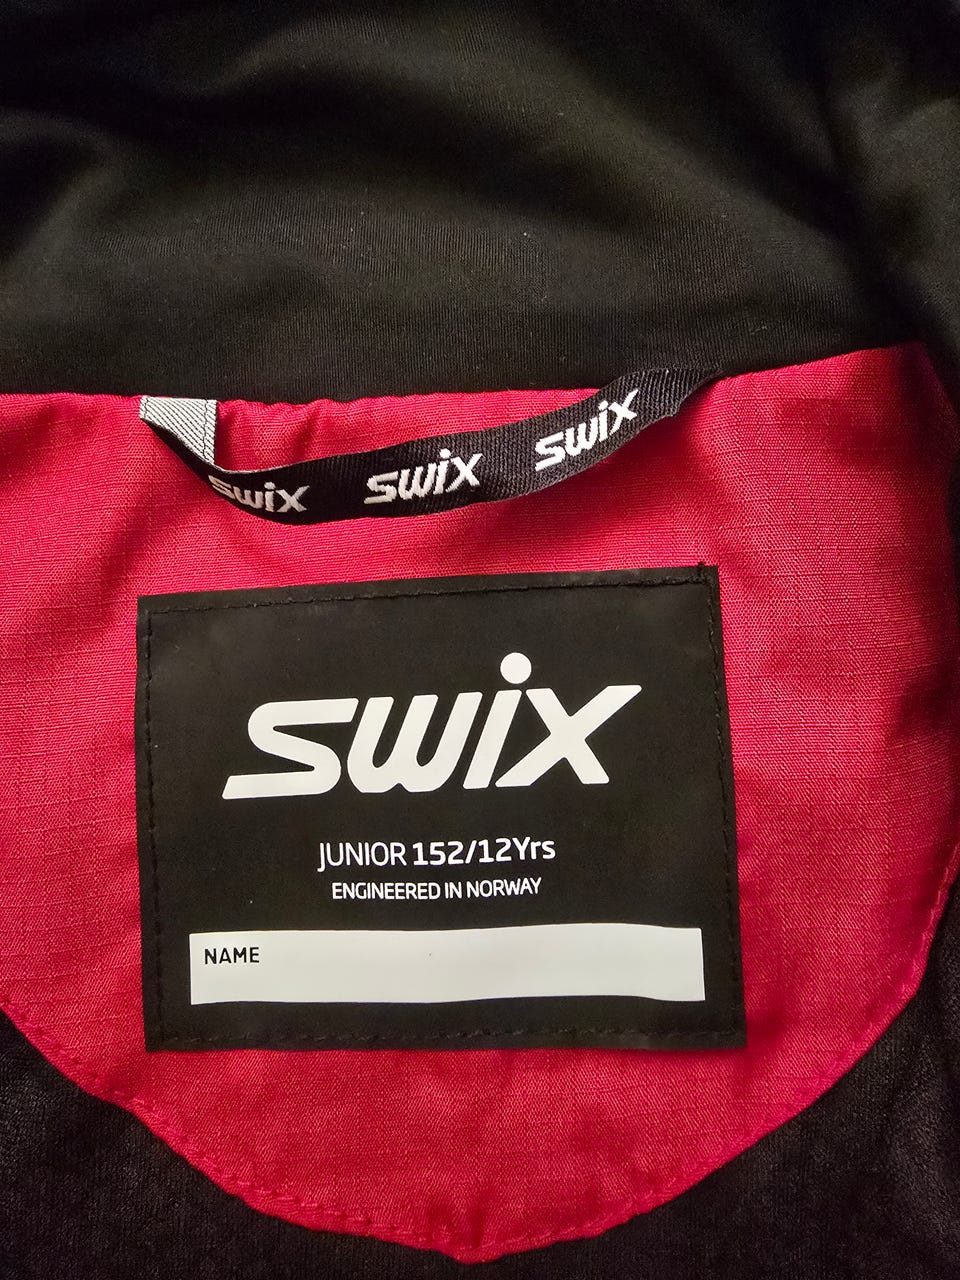 swix swix swix
swix
JUNIOR 152/12Yrs
ENGINEERED IN NORWAY
NAME